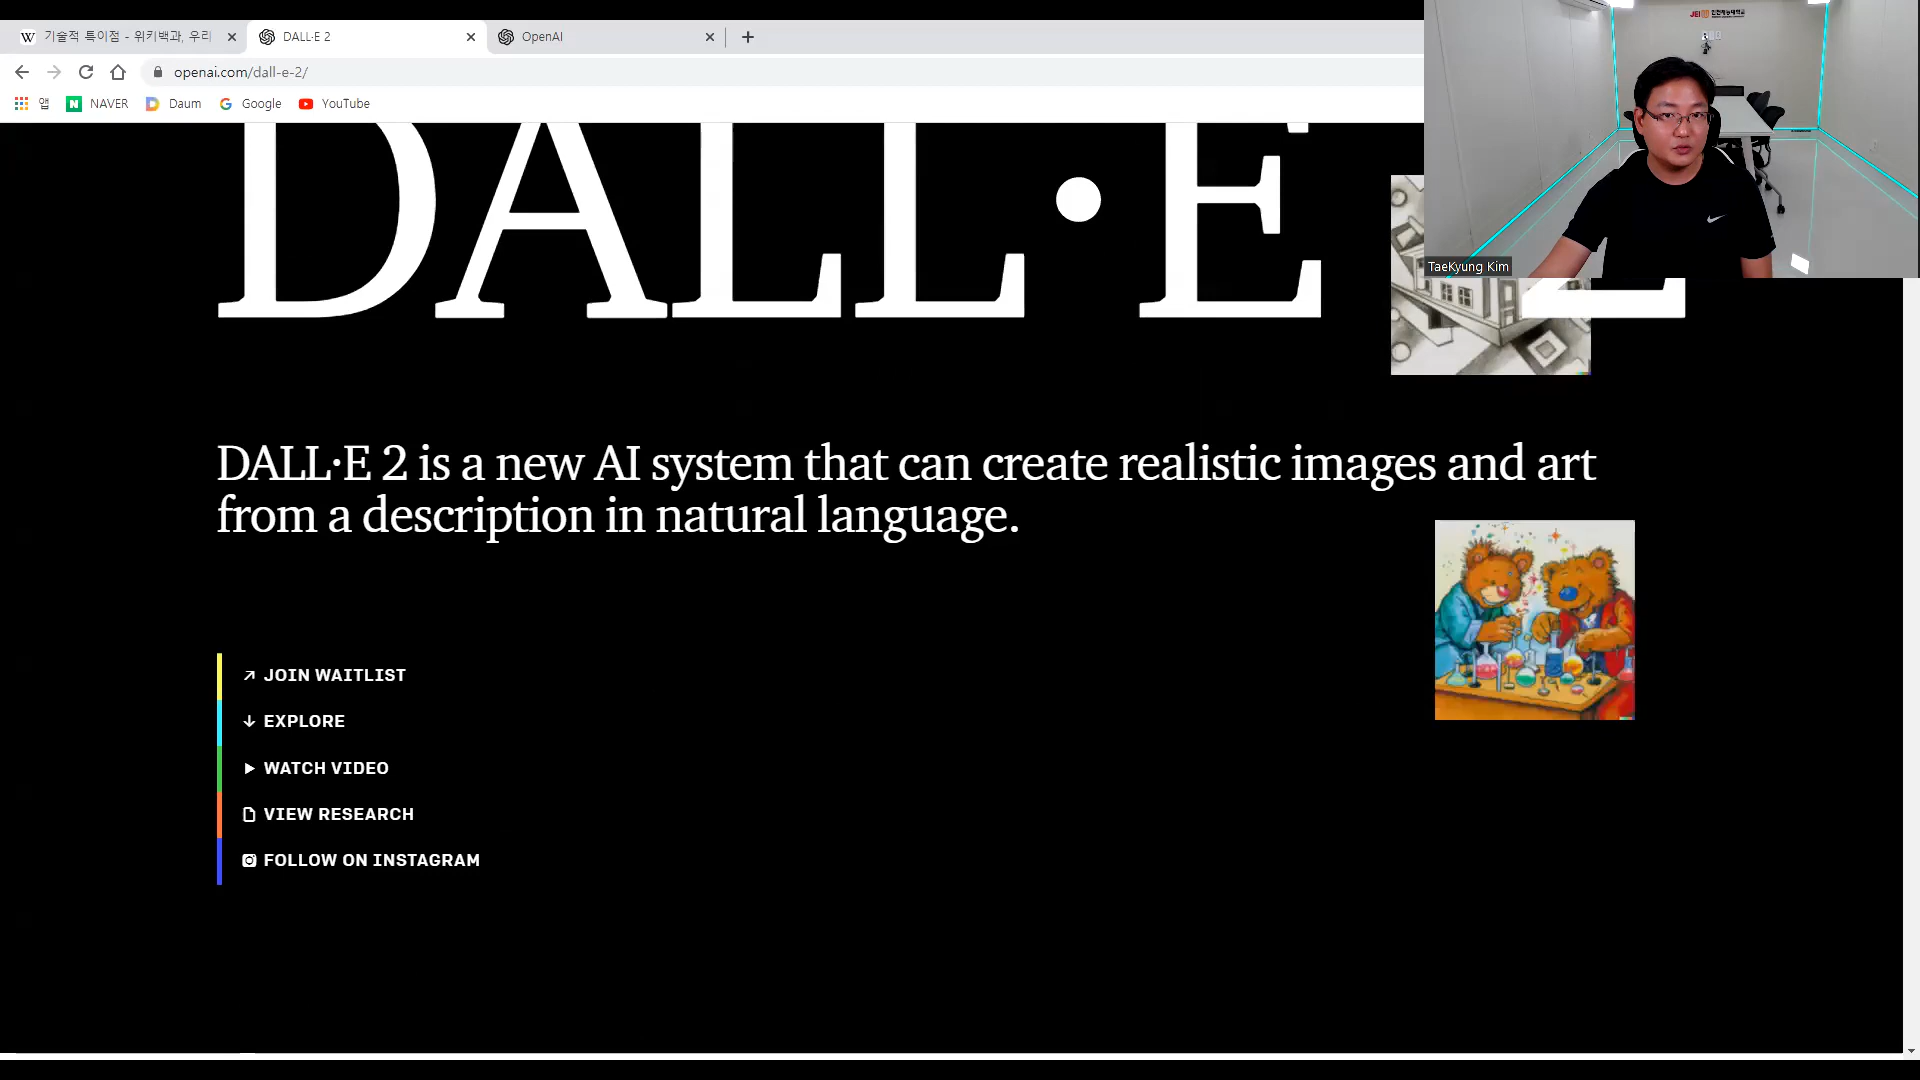 기술적 특이점 - 위키백과, 우리
DALL·E 2
OpenAI
openai.com/dall-e-2/
앱
NAVER
Daum
Google
YouTube
DALL·E 2
TaeKyung Kim
DALL·E 2 is a new AI system that can create realistic images and art
from a description in natural language.
JOIN WAITLIST
EXPLORE
WATCH VIDEO
VIEW RESEARCH
FOLLOW ON INSTAGRAM